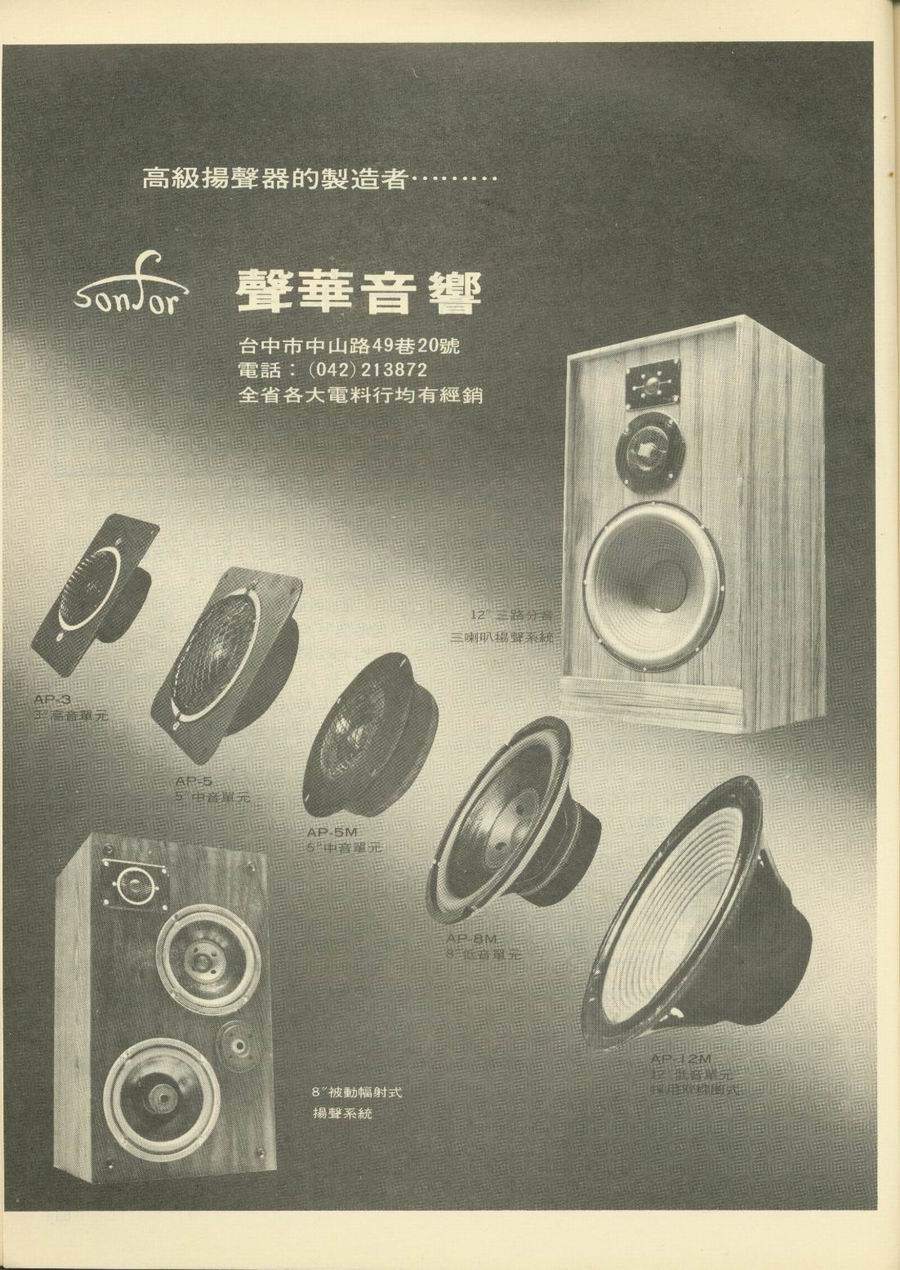 高級揚聲器的製造者………
sonfor
聲華音響
台中市中山路49巷20號
電話：(042)213872
全省各大電料行均有經銷
12"三路分音
三喇叭揚聲系統
AP-3
3"高音單元
AP-5
5"中音單元
AP-5M
5"中音單元
AP-8M
8"低音單元
AP-12M
12"低音單元
8"被動幅射式
揚聲系統